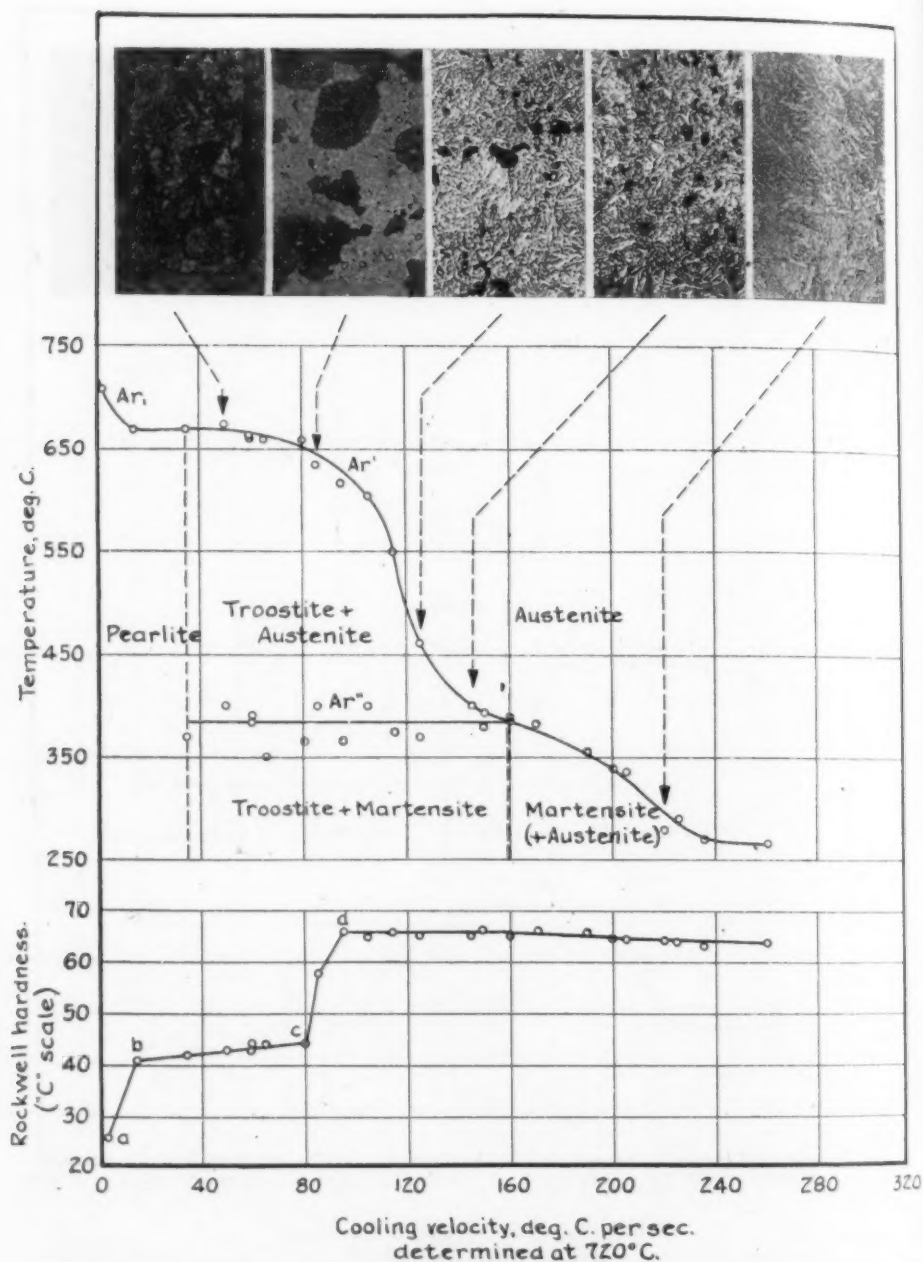 750
650
550
450
350
250
Temperature, deg. C.
Ar₁
Ar'
Troostite +
Austenite
Pearlite
Austenite
Ar"
Troostite + Martensite
Martensite
(+Austenite)
70
60
50
40
30
20
Rockwell hardness.
("C" scale)
a
b
c
d
0
40
80
120
160
200
240
280
320
Cooling velocity, deg. C. per sec.
determined at 720°C.